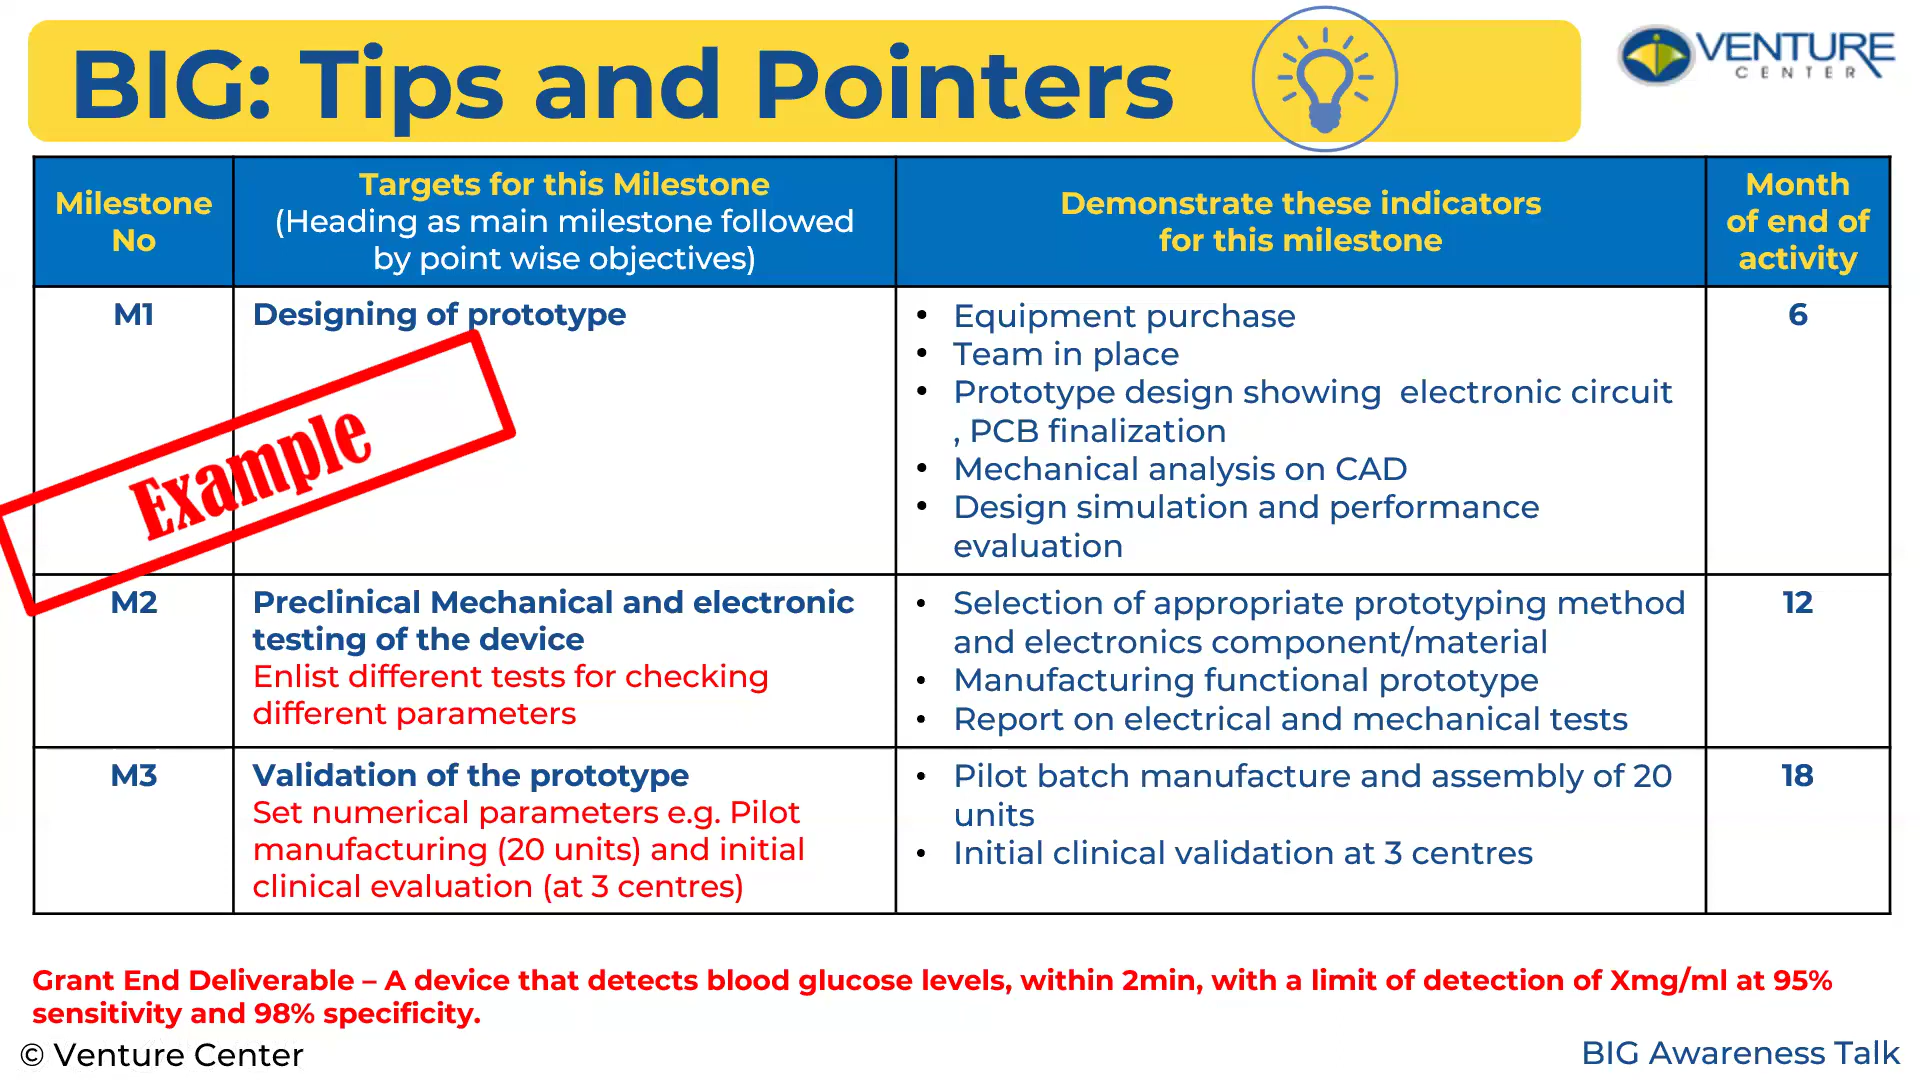 BIG: Tips and Pointers
VENTURE
CENTER
Milestone
No
Targets for this Milestone
(Heading as main milestone followed
by point wise objectives)
Demonstrate these indicators
for this milestone
Month
of end of
activity
M1
Designing of prototype
• Equipment purchase
• Team in place
• Prototype design showing  electronic circuit
, PCB finalization
• Mechanical analysis on CAD
• Design simulation and performance
evaluation
6
Example
M2
Preclinical Mechanical and electronic
testing of the device
Enlist different tests for checking
different parameters
• Selection of appropriate prototyping method
and electronics component/material
• Manufacturing functional prototype
• Report on electrical and mechanical tests
12
M3
Validation of the prototype
Set numerical parameters e.g. Pilot
manufacturing (20 units) and initial
clinical evaluation (at 3 centres)
• Pilot batch manufacture and assembly of 20
units
• Initial clinical validation at 3 centres
18
Grant End Deliverable – A device that detects blood glucose levels, within 2min, with a limit of detection of Xmg/ml at 95%
sensitivity and 98% specificity.
© Venture Center
BIG Awareness Talk